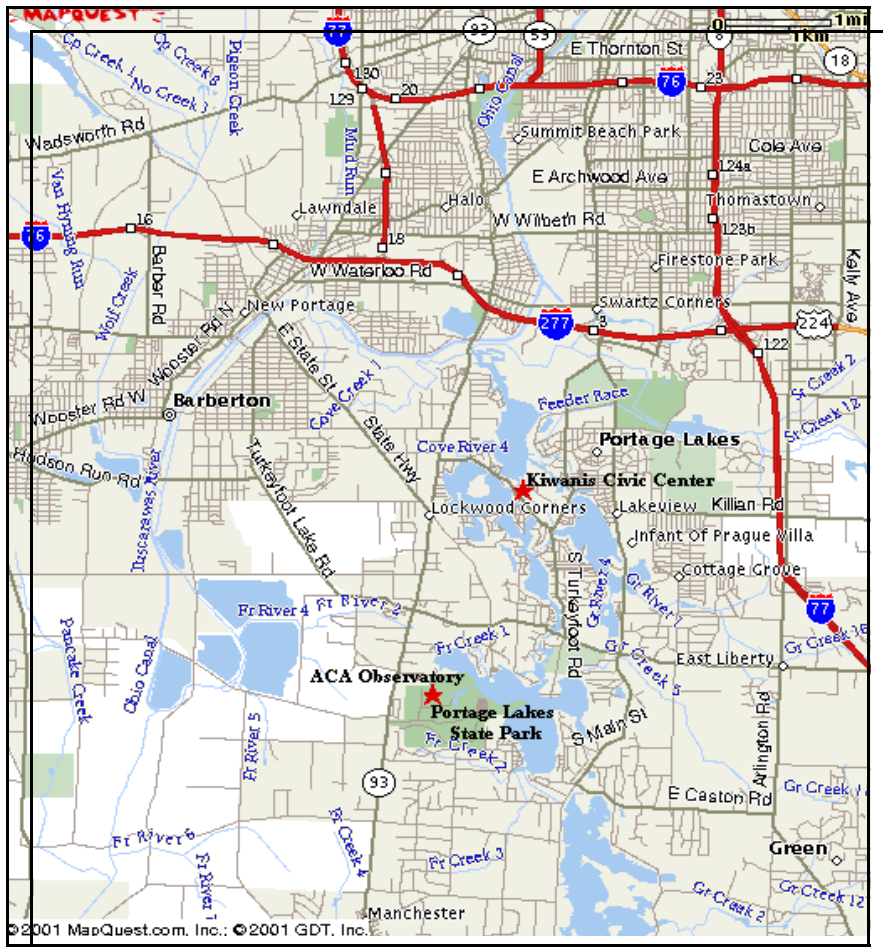 MAPQUEST
77
93
59
8
0 1mi
1km
E Thornton St
18
Cp Creek 1
Cp Creek 8
Pigeon Creek
130
76
23
No Creek 1
129
20
Ohio Canal
Wadsworth Rd
Mud Run
Summit Beach Park
Cole Ave
124a
Van Hyning Run
E Archwood Ave
Lawndale
Halo
Thomastown
16
W Wilbeth Rd
123b
76
18
Barber Rd
W Waterloo Rd
Firestone Park
Kelly Ave
Wolf Creek
New Portage
Swartz Corners
277
3
224
Wooster Rd N
E State St
122
Cove Creek 1
Sr Creek 2
Wooster Rd W
Barberton
Feeder Race
Sr Creek 12
State Hwy
Cove River 4
Portage Lakes
Hudson Run Rd
Turkeyfoot Lake Rd
Kiwanis Civic Center
Tuscarawas River
Lockwood Corners
Lakeview
Killian Rd
Infant Of Prague Villa
S Turkeyfoot Rd
Cottage Grove
Gr River 4
Gr River 7
Fr River 4
Fr River 2
77
Pancake Creek
Fr Creek 1
Gr Creek 16
Ohio Canal
Gr Creek 5
East Liberty
ACA Observatory
Portage Lakes
State Park
Fr River 5
S Main St
Arlington Rd
Fr Creek 2
93
E Caston Rd
Gr Creek 1
Fr River 6
Fr Creek 4
Green
Fr River 7
Fr Creek 3
Gr Creek 2
Gr Creek 12
Manchester
©2001 MapQuest.com, Inc.; ©2001 GDT, Inc.